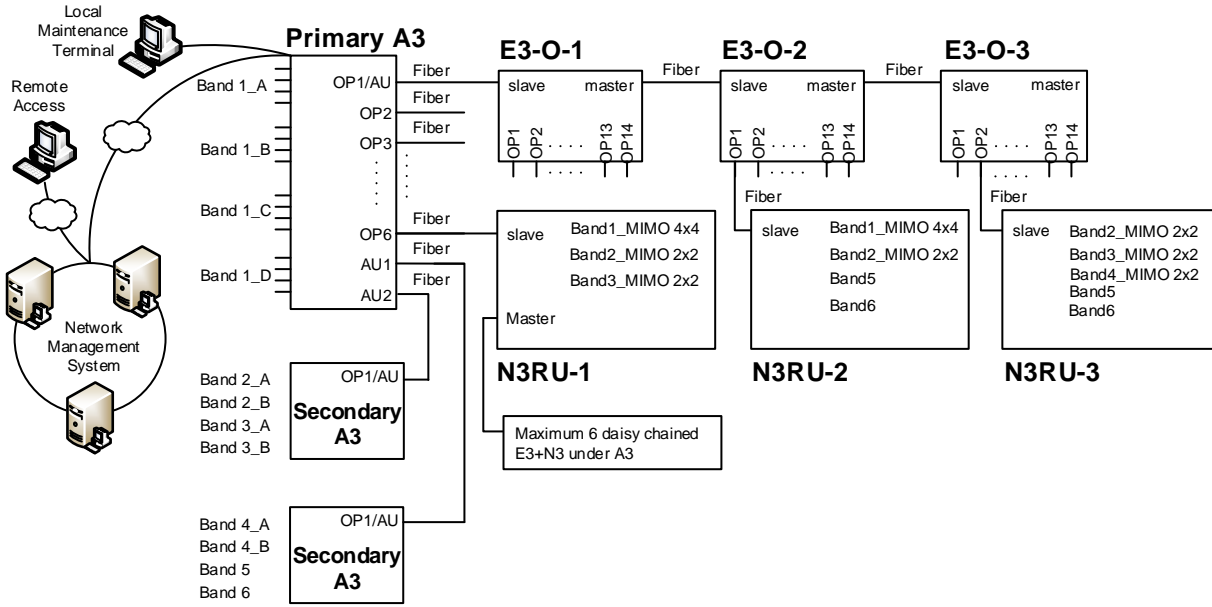 Local
Maintenance
Terminal
Remote
Access
Network
Management
System
Primary A3
Band 1_A
Band 1_B
Band 1_C
Band 1_D
OP1/AU
OP2
OP3
OP6
AU1
AU2
Fiber
Fiber
Fiber
Fiber
Fiber
Fiber
E3-O-1
slave
OP1
OP2
OP13
OP14
Fiber
E3-O-2
slave master
OP1
OP2
OP13
OP14
Fiber
E3-O-3
slave master
OP1
OP2
OP13
OP14
master
Fiber
Fiber
slave
Band1_MIMO 4x4
Band2_MIMO 2x2
Band3_MIMO 2x2
Master
N3RU-1
slave
Band1_MIMO 4x4
Band2_MIMO 2x2
Band5
Band6
N3RU-2
slave
Band2_MIMO 2x2
Band3_MIMO 2x2
Band4_MIMO 2x2
Band5
Band6
N3RU-3
Band 2_A
Band 2_B
Band 3_A
Band 3_B
OP1/AU
Secondary
A3
Maximum 6 daisy chained
E3+N3 under A3
Band 4_A
Band 4_B
Band 5
Band 6
OP1/AU
Secondary
A3